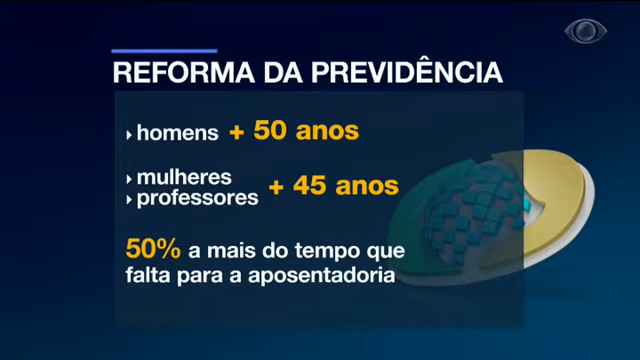 REFORMA DA PREVIDÊNCIA
homens + 50 anos
mulheres
professores + 45 anos
50% a mais do tempo que
falta para a aposentadoria